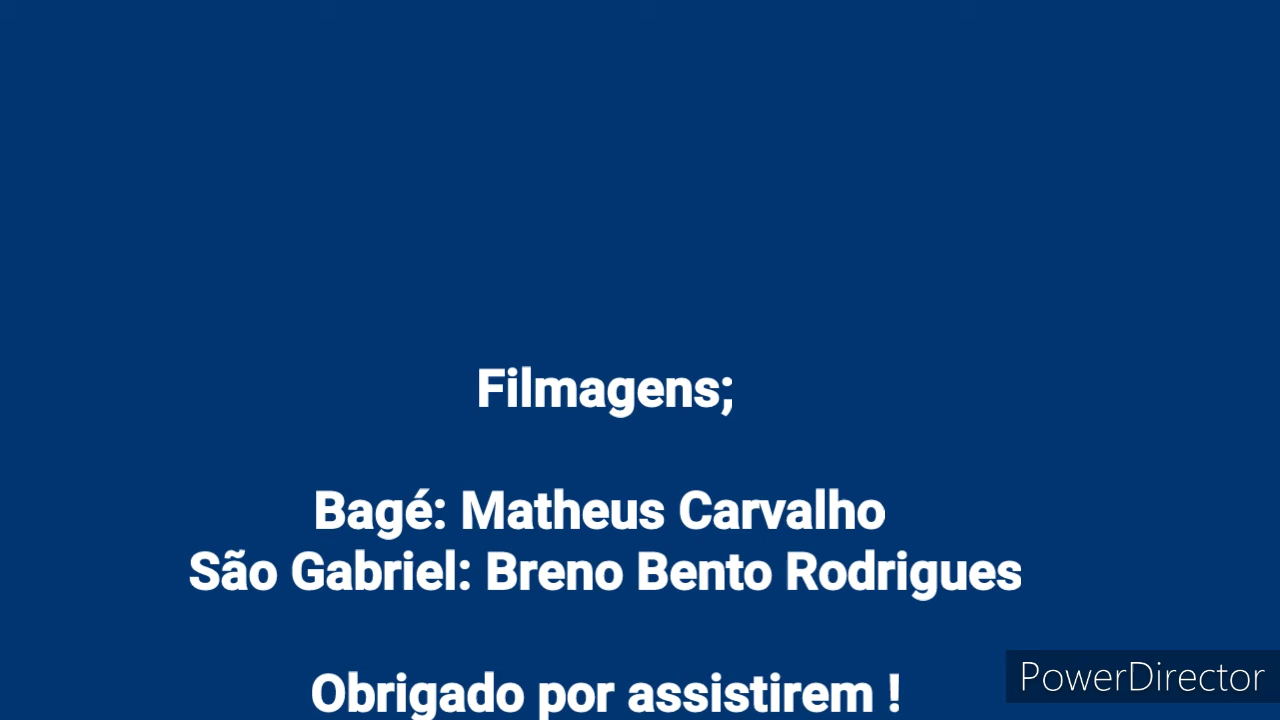 Filmagens;
Bagé: Matheus Carvalho
São Gabriel: Breno Bento Rodrigues
Obrigado por assistirem !
PowerDirector